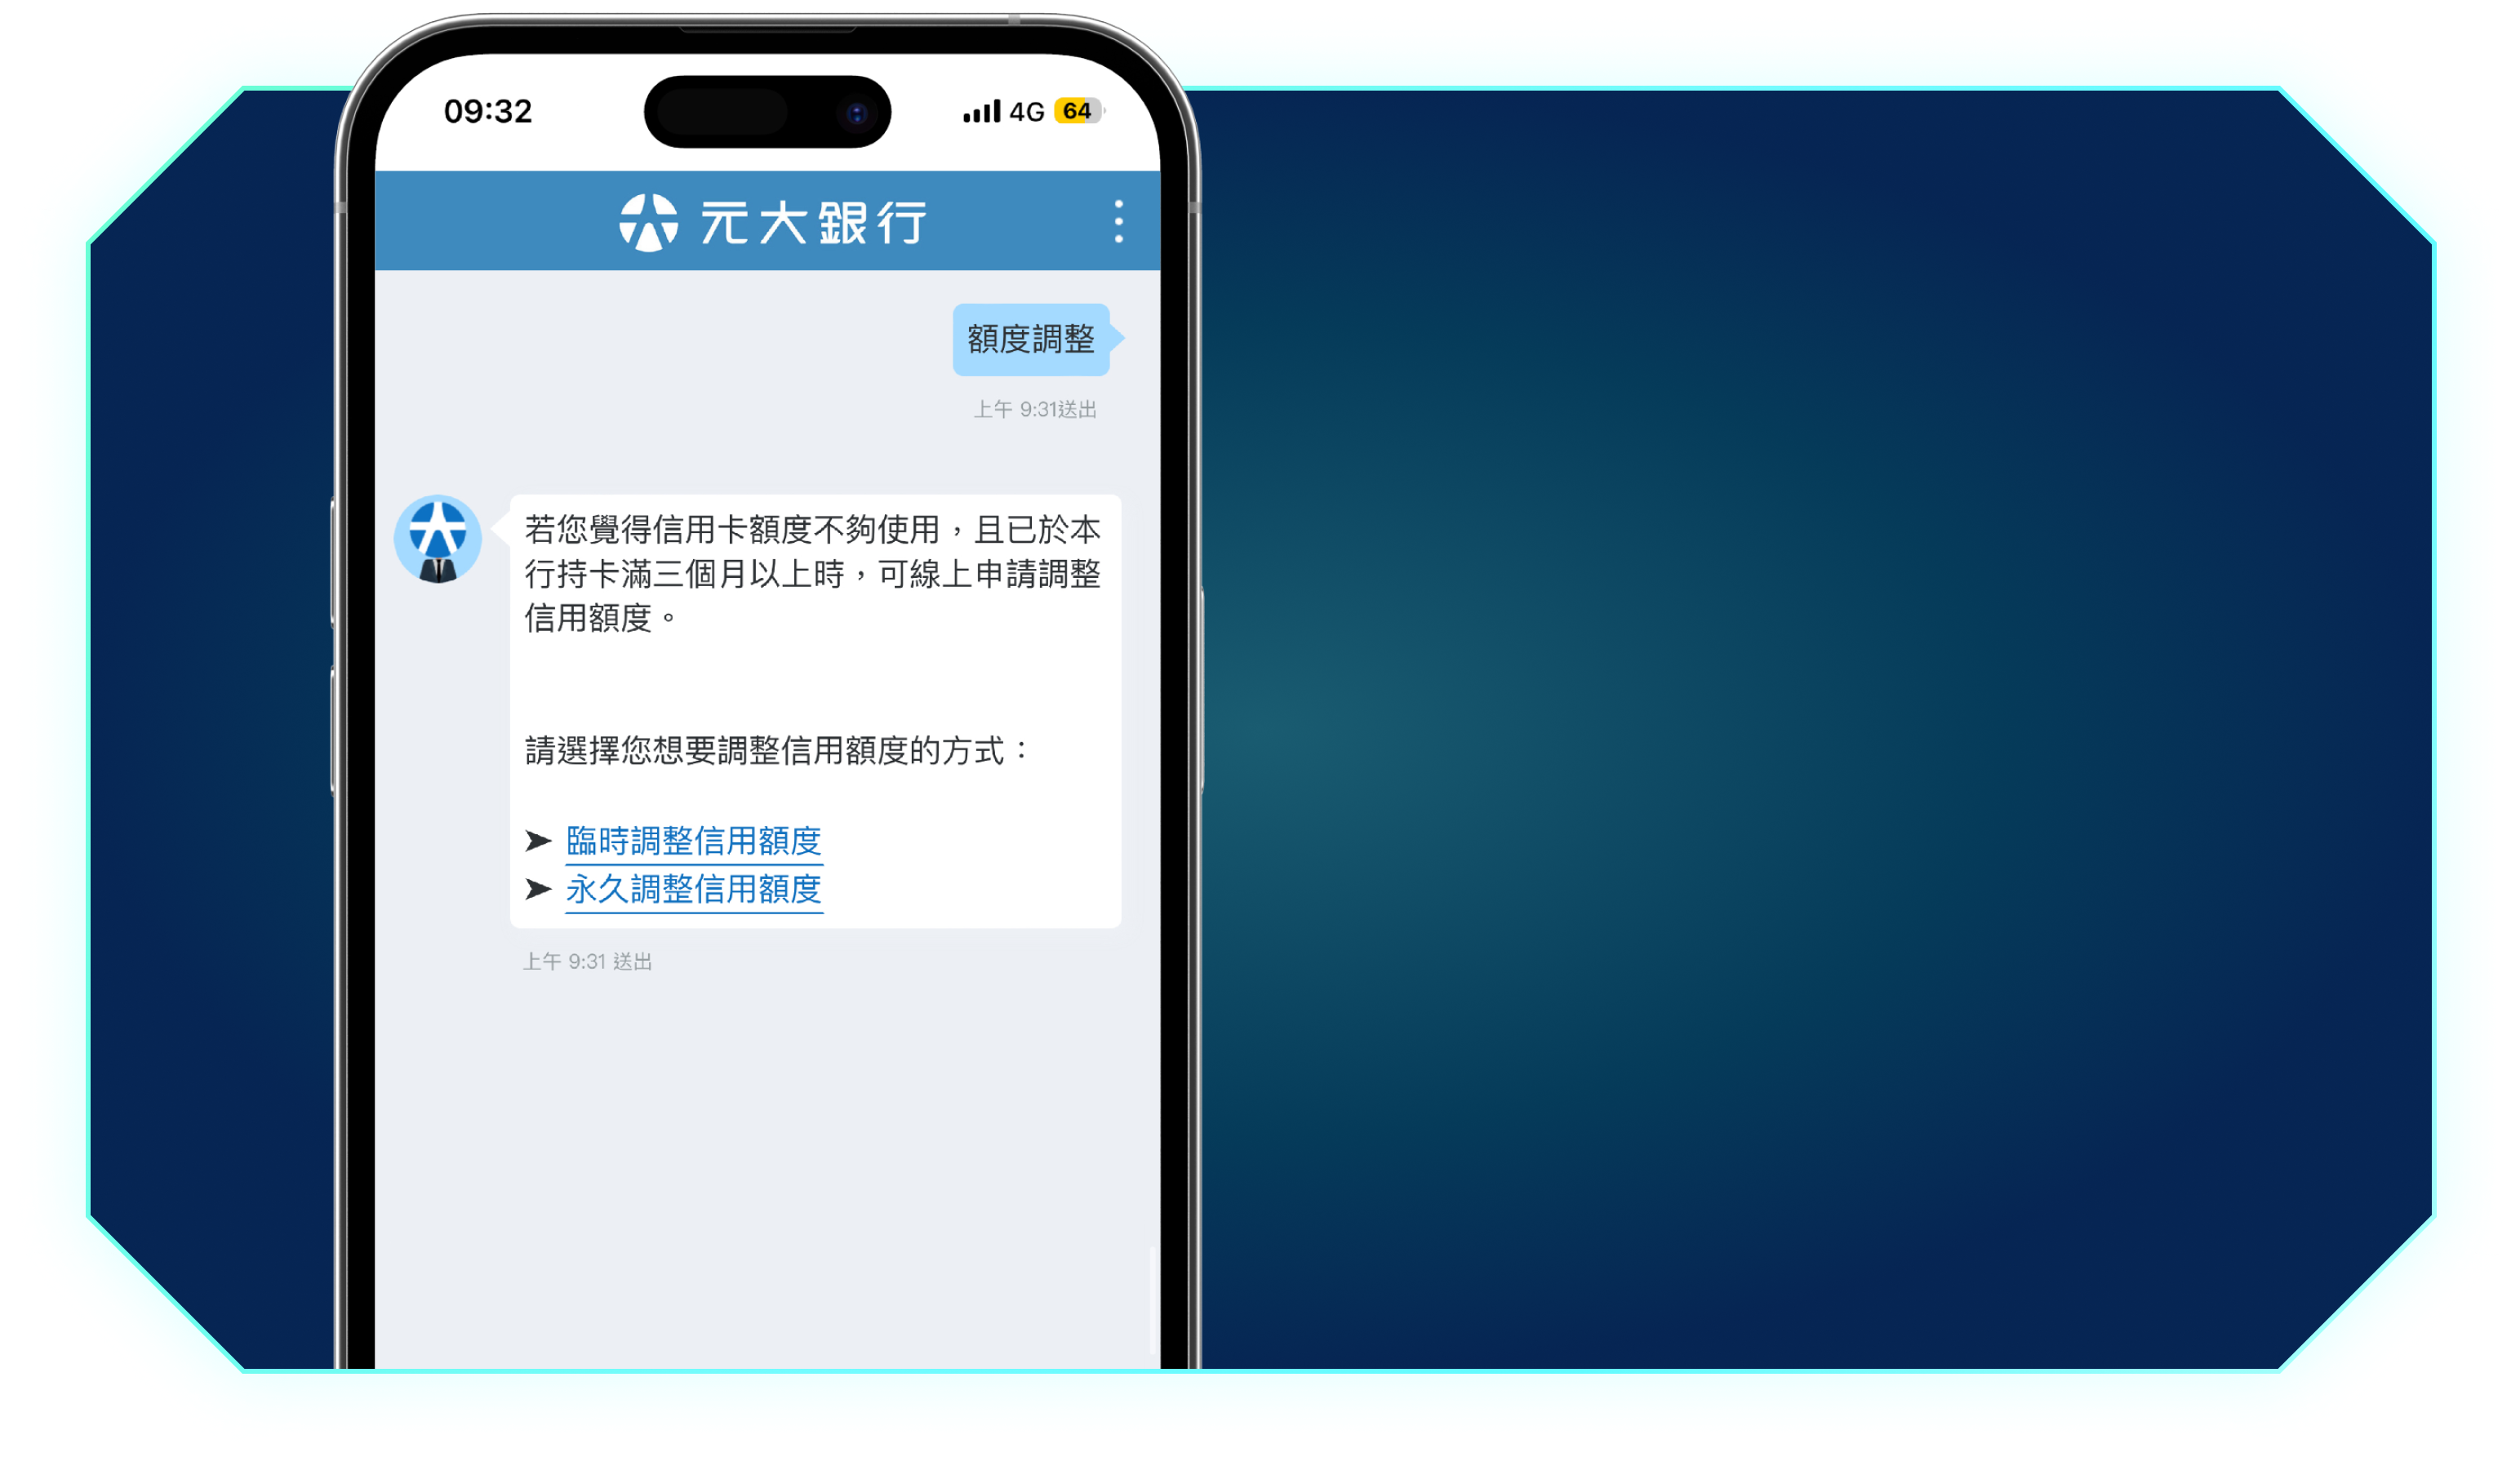 09:32
4G 64
元大銀行
額度調整
上午 9:31送出
若您覺得信用卡額度不夠使用，且已於本
行持卡滿三個月以上時，可線上申請調整
信用額度。
請選擇您想要調整信用額度的方式：
➤ 臨時調整信用額度
➤ 永久調整信用額度
上午 9:31 送出